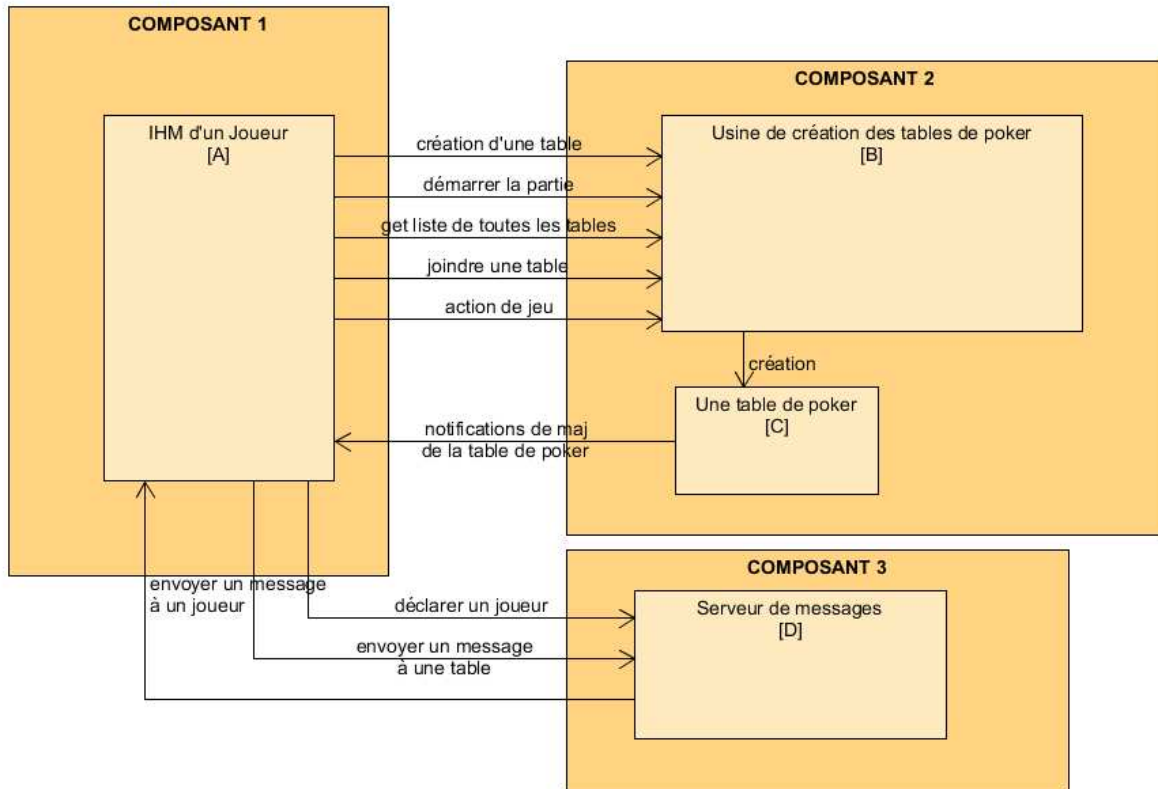 COMPOSANT 1
IHM d'un Joueur
[A]
COMPOSANT 2
Usine de création des tables de poker
[B]
création d'une table
démarrer la partie
get liste de toutes les tables
joindre une table
action de jeu
création
Une table de poker
[C]
notifications de maj
de la table de poker
COMPOSANT 3
Serveur de messages
[D]
envoyer un message
à un joueur
déclarer un joueur
envoyer un message
à une table